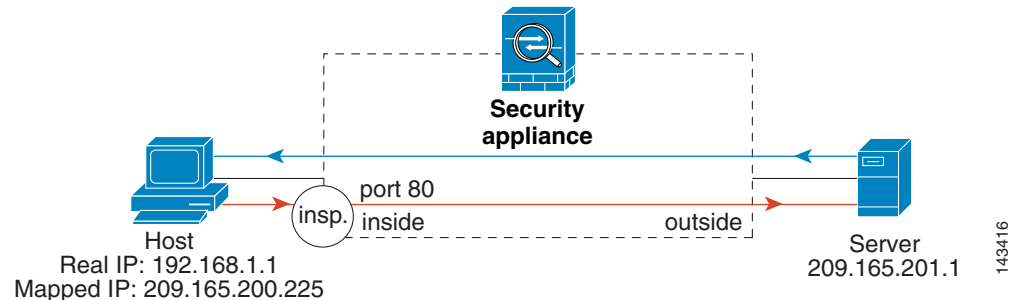 Security
appliance
port 80
insp.
inside
outside
Host
Real IP: 192.168.1.1
Mapped IP: 209.165.200.225
Server
209.165.201.1
143416